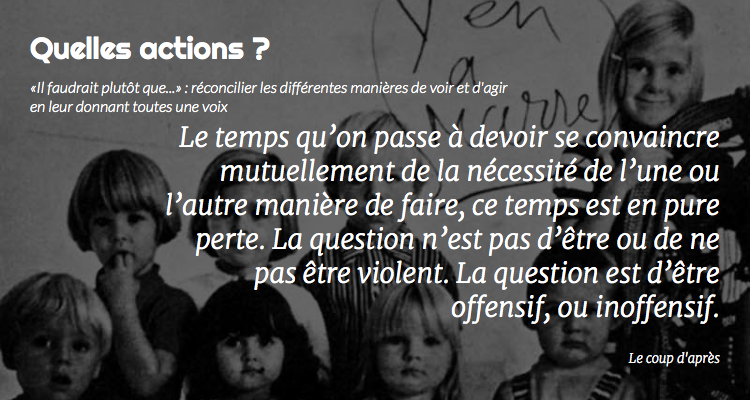 Y'en
a
marre
Quelles actions ?
«Il faudrait plutôt que...» : réconcilier les différentes manières de voir et d'agir
en leur donnant toutes une voix
Le temps qu’on passe à devoir se convaincre
mutuellement de la nécessité de l’une ou
l’autre manière de faire, ce temps est en pure
perte. La question n’est pas d’être ou de ne
pas être violent. La question est d’être
offensif, ou inoffensif.
Le coup d'après